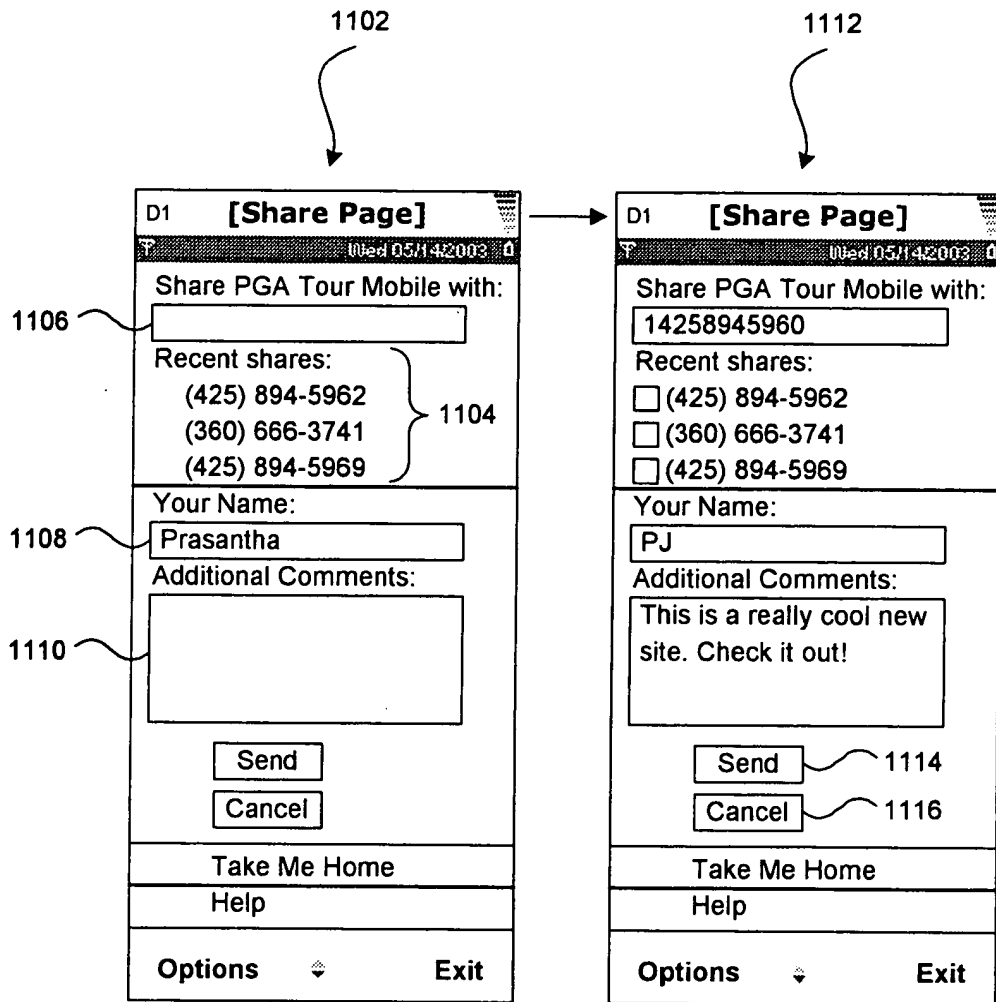 1102
1112
D1 [Share Page]
Wed 05/14/2003
Share PGA Tour Mobile with:
1106
Recent shares:
(425) 894-5962
(360) 666-3741
(425) 894-5969
1104
Your Name:
1108
Prasantha
Additional Comments:
1110
Send
Cancel
Take Me Home
Help
Options Exit
D1 [Share Page]
Wed 05/14/2003
Share PGA Tour Mobile with:
14258945960
Recent shares:
(425) 894-5962
(360) 666-3741
(425) 894-5969
Your Name:
PJ
Additional Comments:
This is a really cool new
site. Check it out!
Send
1114
Cancel
1116
Take Me Home
Help
Options Exit